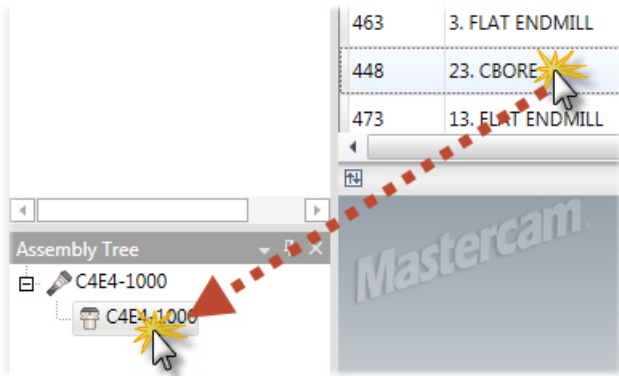 463 3. FLAT ENDMILL
448 23. CBORE
473 13. FLAT ENDMILL
Mastercam
Assembly Tree
C4E4-1000
C4E4-1000